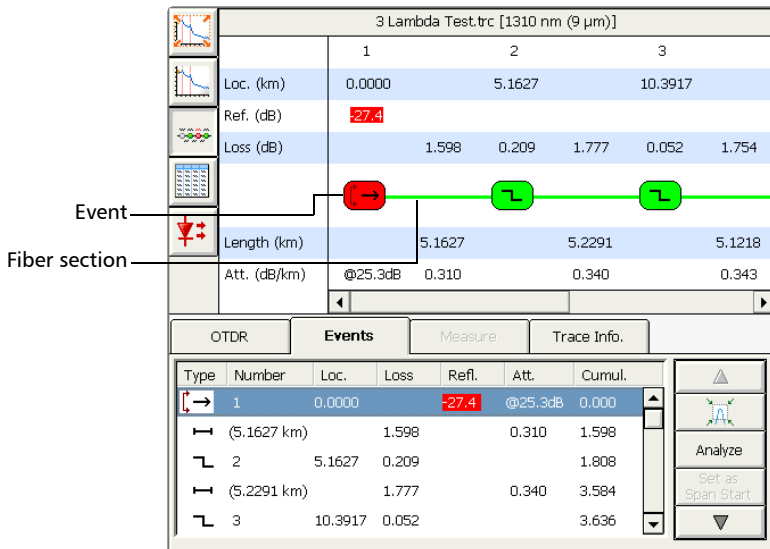 3 Lambda Test.trc [1310 nm (9 µm)]
1 2 3
Loc. (km) 0.0000 5.1627 10.3917
Ref. (dB) -27.4
Loss (dB) 1.598 0.209 1.777 0.052 1.754
Event
Fiber section
Length (km) 5.1627 5.2291 5.1218
Att. (dB/km) @25.3dB 0.310 0.340 0.343
OTDR Events Measure Trace Info.
Type Number Loc. Loss Refl. Att. Cumul.
1 0.0000 -27.4 @25.3dB 0.000
(5.1627 km) 1.598 0.310 1.598
2 5.1627 0.209 1.808
(5.2291 km) 1.777 0.340 3.584
3 10.3917 0.052 3.636
Analyze
Set as
Span Start